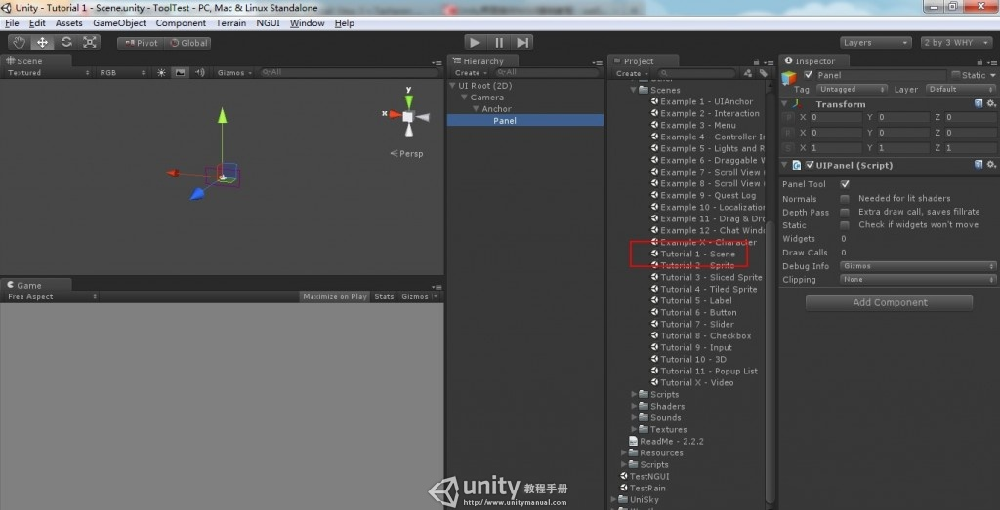 Unity - Tutorial 1 - Scene.unity - ToolTest - PC, Mac & Linux Standalone
File Edit Assets GameObject Component Terrain NGUI Window Help
Pivot Global Layers 2 by 3 WHY
Scene
Textured RGB Gizmos All
y
x
Persp
Game
Free Aspect Maximize on Play Stats Gizmos
Hierarchy
Create All
UI Root (2D)
Camera
Anchor
Panel
Project
Create
Scenes
Example 1 - UIAnchor
Example 2 - Interaction
Example 3 - Menu
Example 4 - Controller In
Example 5 - Lights and R
Example 6 - Draggable W
Example 7 - Scroll View (
Example 8 - Scroll View (
Example 9 - Quest Log
Example 10 - Localization
Example 11 - Drag & Dro
Example 12 - Chat Wind
Example X - Character
Tutorial 1 - Scene
Tutorial 2 - Sprite
Tutorial 3 - Sliced Sprite
Tutorial 4 - Tiled Sprite
Tutorial 5 - Label
Tutorial 6 - Button
Tutorial 7 - Slider
Tutorial 8 - Checkbox
Tutorial 9 - Input
Tutorial 10 - 3D
Tutorial 11 - Popup List
Tutorial X - Video
Scripts
Shaders
Sounds
Textures
ReadMe - 2.2.2
Resources
Scripts
TestNGUI
TestRain
UniSky
Inspector
Panel Static
Tag Untagged Layer Default
Transform
P X 0 Y 0 Z 0
R X 0 Y 0 Z 0
S X 1 Y 1 Z 1
UIPanel (Script)
Panel Tool
Normals Needed for lit shaders
Depth Pass Extra draw call, saves fillrate
Static Check if widgets won't move
Widgets 0
Draw Calls 0
Debug Info Gizmos
Clipping None
Add Component
unity 教程手册
http://www.unitymanual.com